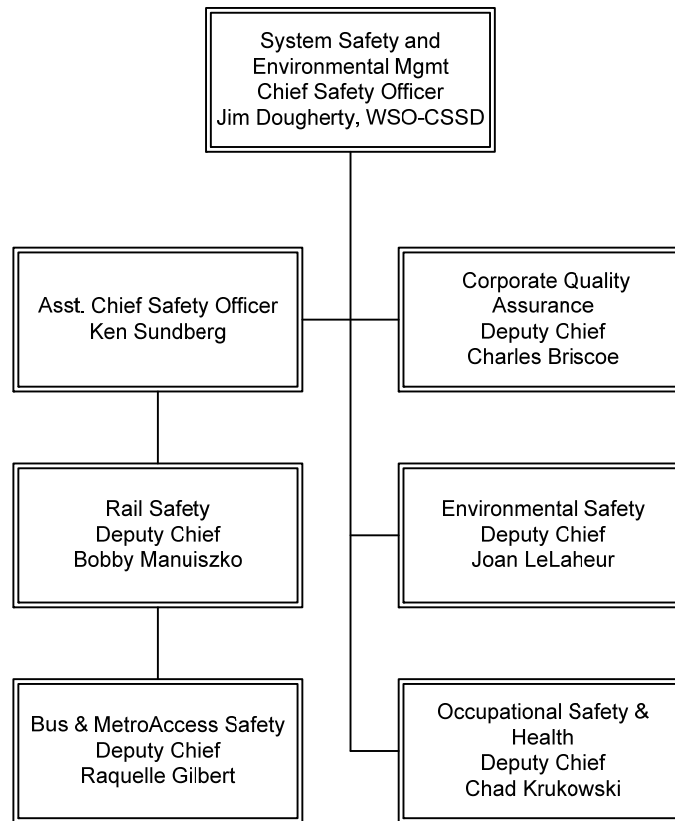 System Safety and
Environmental Mgmt
Chief Safety Officer
Jim Dougherty, WSO-CSSD
Asst. Chief Safety Officer
Ken Sundberg
Corporate Quality
Assurance
Deputy Chief
Charles Briscoe
Rail Safety
Deputy Chief
Bobby Manuiszko
Environmental Safety
Deputy Chief
Joan LeLaheur
Bus & MetroAccess Safety
Deputy Chief
Raquelle Gilbert
Occupational Safety &
Health
Deputy Chief
Chad Krukowski